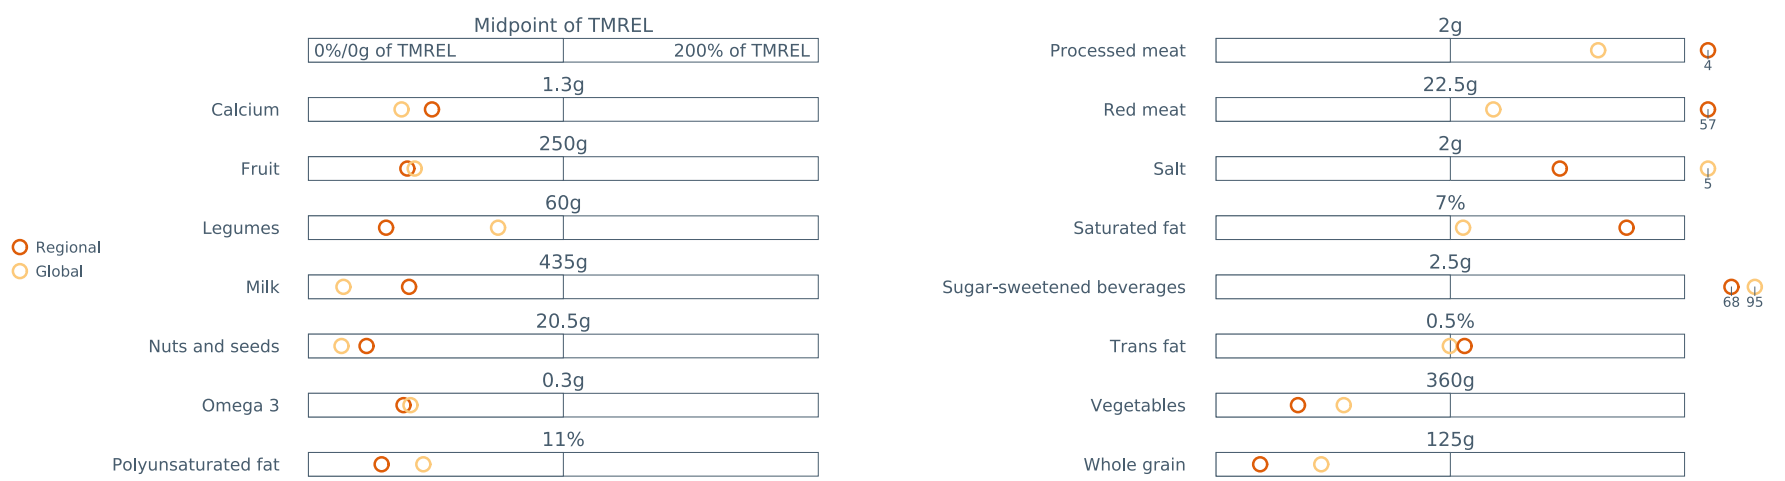 Midpoint of TMREL
0%/0g of TMREL 200% of TMREL
1.3g
Calcium
250g
Fruit
60g
Legumes
435g
Milk
20.5g
Nuts and seeds
0.3g
Omega 3
11%
Polyunsaturated fat
Regional
Global
2g
Processed meat
4
22.5g
Red meat
57
2g
Salt
5
7%
Saturated fat
2.5g
Sugar-sweetened beverages
68 95
0.5%
Trans fat
360g
Vegetables
125g
Whole grain